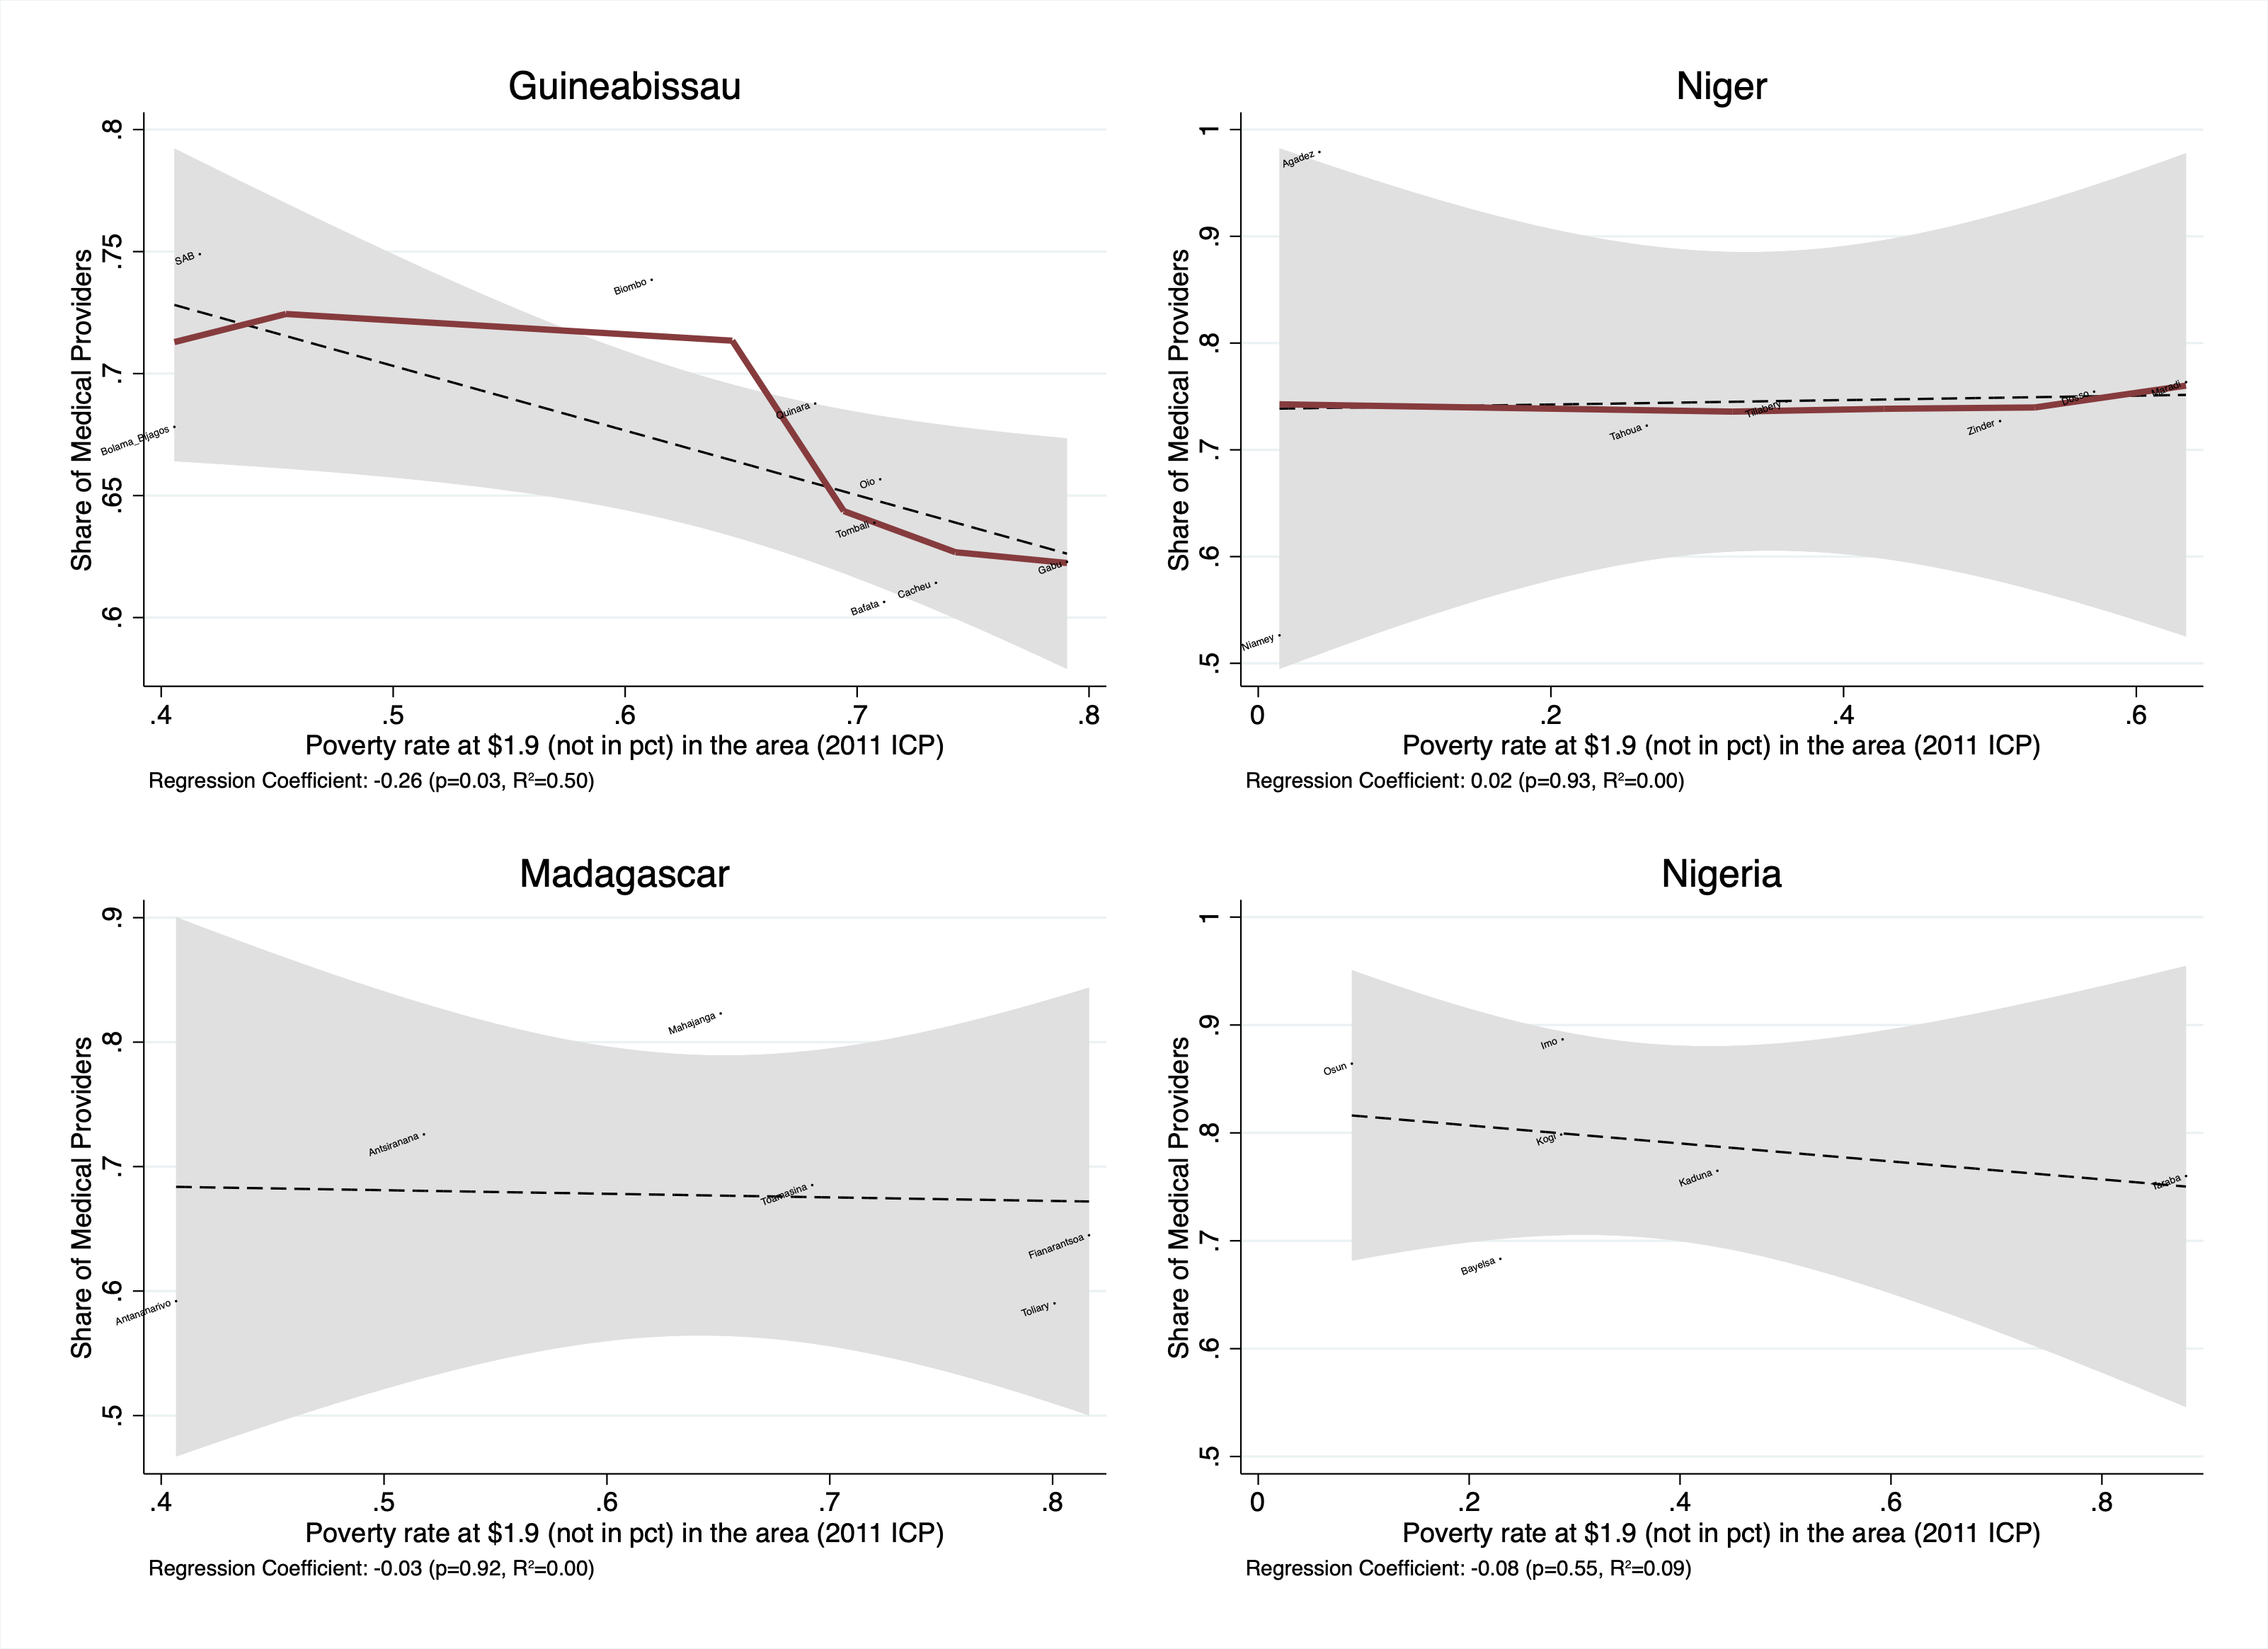 Guineabissau
Share of Medical Providers
.8
.75
.7
.65
.6
SAB
Biombo
Bolama_Bijagos
Quinara
Oio
Tombali
Cacheu
Bafata
Gabu
.4 .5 .6 .7 .8
Poverty rate at $1.9 (not in pct) in the area (2011 ICP)
Regression Coefficient: -0.26 (p=0.03, R²=0.50)
Niger
Share of Medical Providers
1
.9
.8
.7
.6
.5
Agadez
Niamey
Tahoua
Tillabery
Zinder
Dosso
Maradi
0 .2 .4 .6
Poverty rate at $1.9 (not in pct) in the area (2011 ICP)
Regression Coefficient: 0.02 (p=0.93, R²=0.00)
Madagascar
Share of Medical Providers
.9
.8
.7
.6
.5
Mahajanga
Antsiranana
Toamasina
Fianarantsoa
Antananarivo
Toliary
.4 .5 .6 .7 .8
Poverty rate at $1.9 (not in pct) in the area (2011 ICP)
Regression Coefficient: -0.03 (p=0.92, R²=0.00)
Nigeria
Share of Medical Providers
1
.9
.8
.7
.6
.5
Imo
Osun
Kogi
Kaduna
Taraba
Bayelsa
0 .2 .4 .6 .8
Poverty rate at $1.9 (not in pct) in the area (2011 ICP)
Regression Coefficient: -0.08 (p=0.55, R²=0.09)